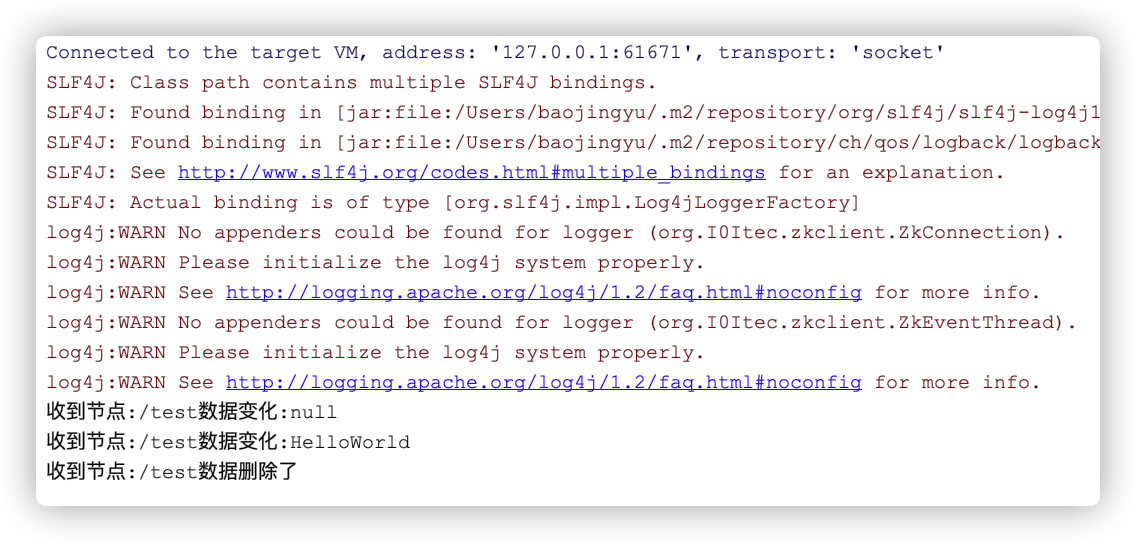 Connected to the target VM, address: '127.0.0.1:61671', transport: 'socket'
SLF4J: Class path contains multiple SLF4J bindings.
SLF4J: Found binding in [jar:file:/Users/baojingyu/.m2/repository/org/slf4j/slf4j-log4j1
SLF4J: Found binding in [jar:file:/Users/baojingyu/.m2/repository/ch/qos/logback/logback
SLF4J: See http://www.slf4j.org/codes.html#multiple_bindings for an explanation.
SLF4J: Actual binding is of type [org.slf4j.impl.Log4jLoggerFactory]
log4j:WARN No appenders could be found for logger (org.I0Itec.zkclient.ZkConnection).
log4j:WARN Please initialize the log4j system properly.
log4j:WARN See http://logging.apache.org/log4j/1.2/faq.html#noconfig for more info.
log4j:WARN No appenders could be found for logger (org.I0Itec.zkclient.ZkEventThread).
log4j:WARN Please initialize the log4j system properly.
log4j:WARN See http://logging.apache.org/log4j/1.2/faq.html#noconfig for more info.
收到节点:/test数据变化:null
收到节点:/test数据变化:HelloWorld
收到节点:/test数据删除了